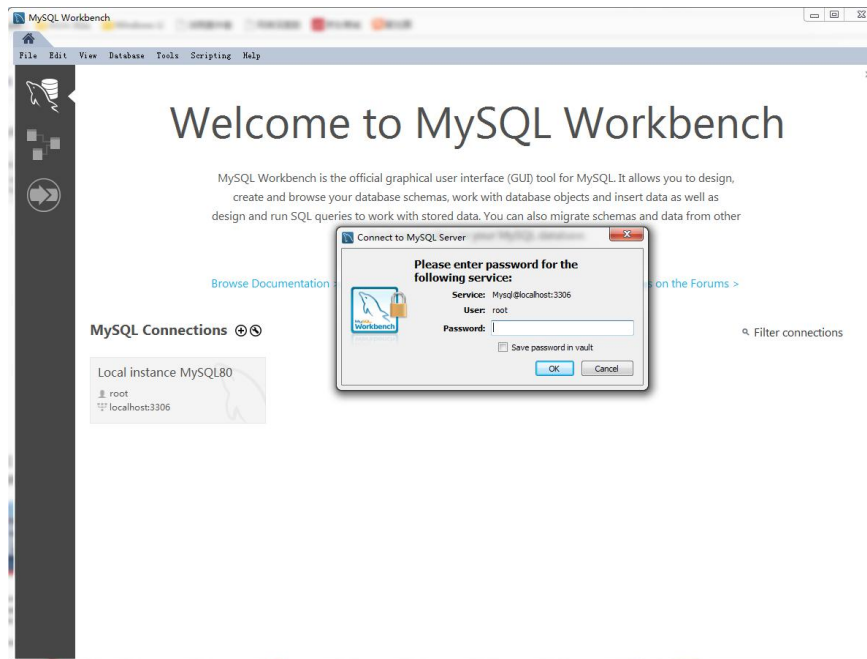 MySQL Workbench
File Edit View Database Tools Scripting Help
Welcome to MySQL Workbench
MySQL Workbench is the official graphical user interface (GUI) tool for MySQL. It allows you to design,
create and browse your database schemas, work with database objects and insert data as well as
design and run SQL queries to work with stored data. You can also migrate schemas and data from other
Connect to MySQL Server
Please enter password for the
following service:
Service: Mysql@localhost:3306
User: root
Password:
Save password in vault
OK Cancel
MySQL Workbench
Browse Documentation
on the Forums >
MySQL Connections
Filter connections
Local instance MySQL80
root
localhost:3306